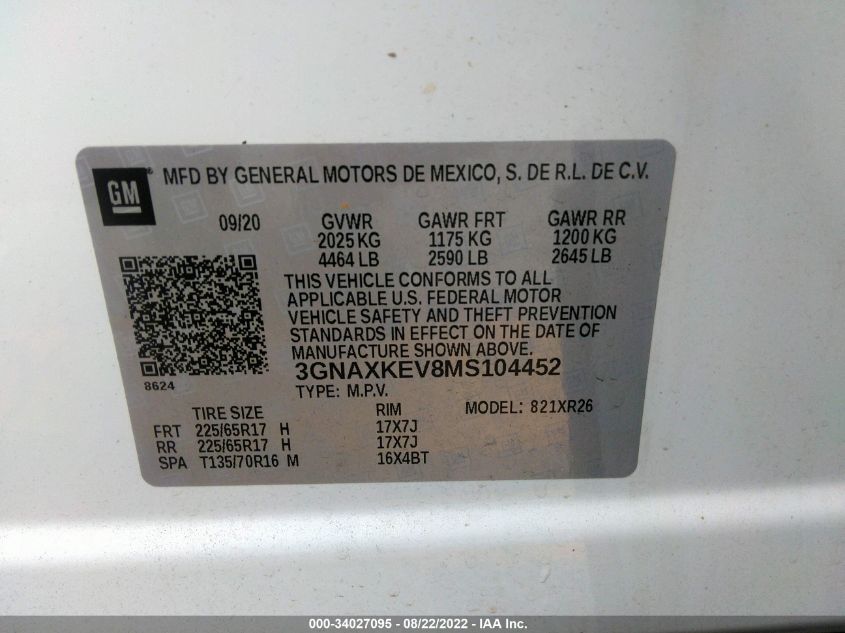 GM ® MFD BY GENERAL MOTORS DE MEXICO, S. DE R.L. DE C.V.
09/20 GVWR GAWR FRT GAWR RR
2025 KG 1175 KG 1200 KG
4464 LB 2590 LB 2645 LB
THIS VEHICLE CONFORMS TO ALL
APPLICABLE U.S. FEDERAL MOTOR
VEHICLE SAFETY AND THEFT PREVENTION
STANDARDS IN EFFECT ON THE DATE OF
MANUFACTURE SHOWN ABOVE.
8624 3GNAXKEV8MS104452
TYPE: M.P.V.
TIRE SIZE RIM MODEL: 821XR26
FRT 225/65R17 H 17X7J
RR 225/65R17 H 17X7J
SPA T135/70R16 M 16X4BT
000-34027095 - 08/22/2022 - IAA Inc.